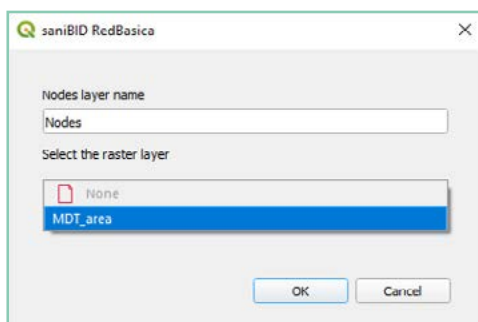 saniBID RedBasica
Nodes layer name
Nodes
Select the raster layer
None
MDT_area
OK Cancel